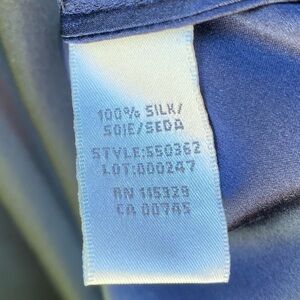 100% SILK/
SOIE/SEDA
STYLE:550362
LOT:000247
RN 115329
CA 00745